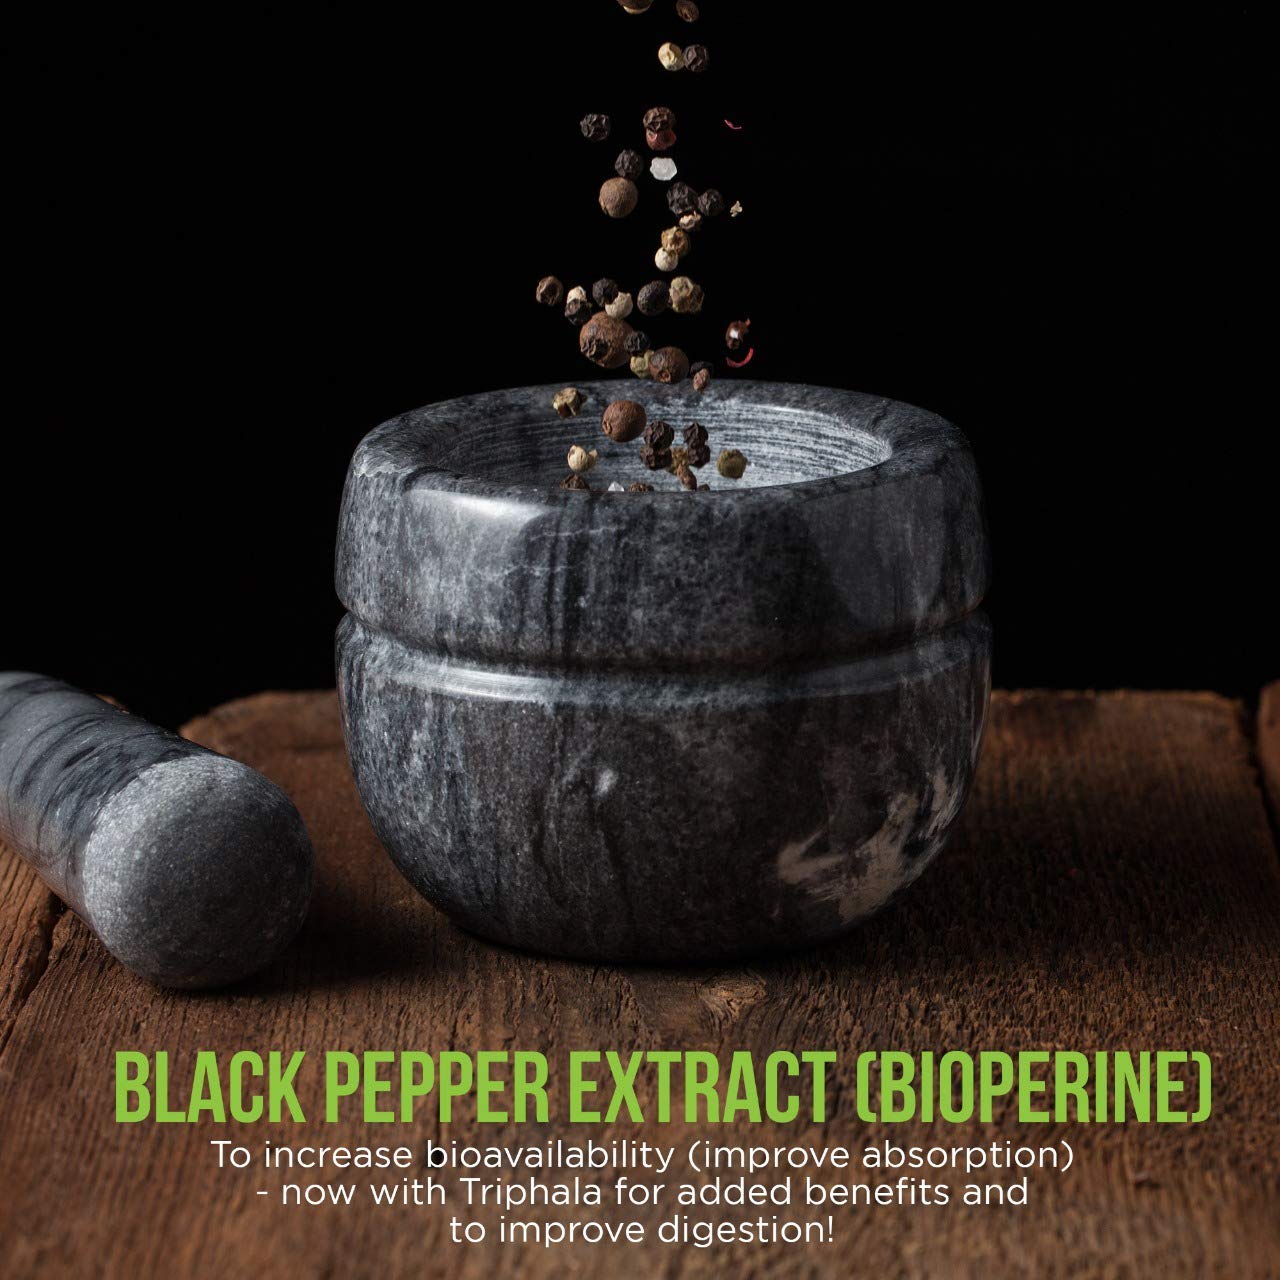 BLACK PEPPER EXTRACT (BIOPERINE)
To increase bioavailability (improve absorption)
- now with Triphala for added benefits and
to improve digestion!